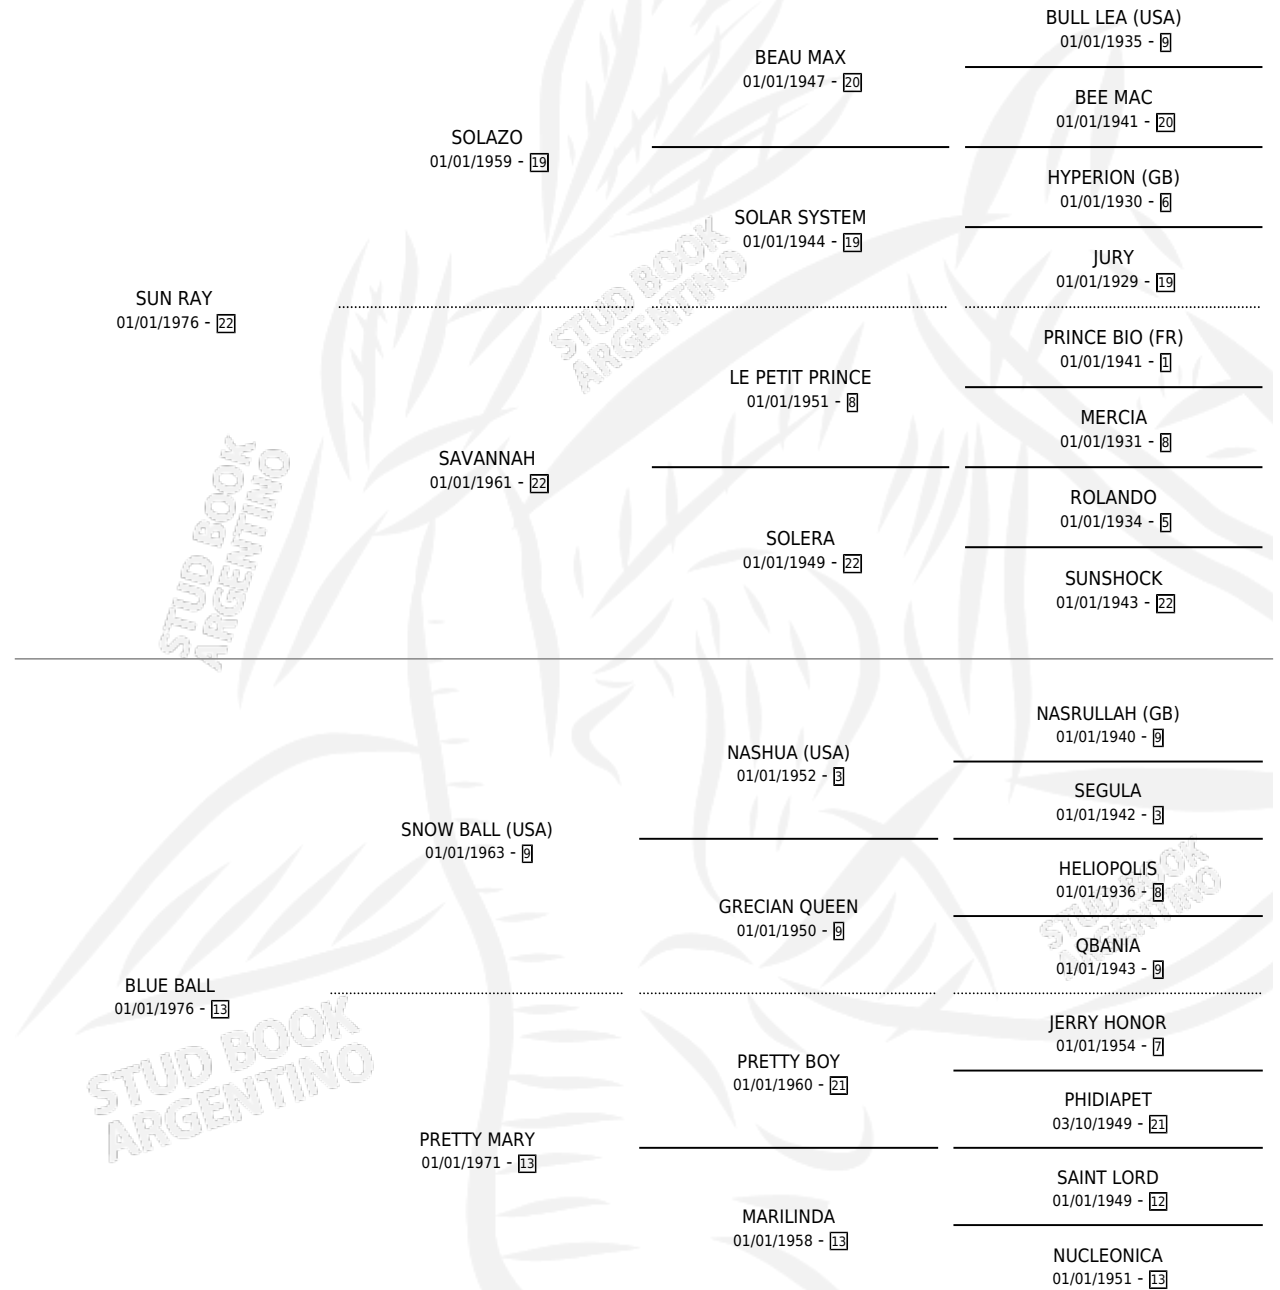 BULL LEA (USA)
01/01/1935 - 9
BEAU MAX
01/01/1947 - 20
BEE MAC
01/01/1941 - 20
SOLAZO
01/01/1959 - 19
HYPERION (GB)
01/01/1930 - 6
SOLAR SYSTEM
01/01/1944 - 19
JURY
01/01/1929 - 19
SUN RAY
01/01/1976 - 22
PRINCE BIO (FR)
01/01/1941 - 1
LE PETIT PRINCE
01/01/1951 - 8
MERCIA
01/01/1931 - 8
SAVANNAH
01/01/1961 - 22
ROLANDO
01/01/1934 - 5
SOLERA
01/01/1949 - 22
SUNSHOCK
01/01/1943 - 22
STUD BOOK
ARGENTINO
STUD BOOK
ARGENTINO
NASRULLAH (GB)
01/01/1940 - 9
NASHUA (USA)
01/01/1952 - 3
SEGULA
01/01/1942 - 3
SNOW BALL (USA)
01/01/1963 - 9
HELIOPOLIS
01/01/1936 - 8
GRECIAN QUEEN
01/01/1950 - 9
QBANIA
01/01/1943 - 9
BLUE BALL
01/01/1976 - 13
JERRY HONOR
01/01/1954 - 7
PRETTY BOY
01/01/1960 - 21
PHIDIAPET
03/10/1949 - 21
PRETTY MARY
01/01/1971 - 13
SAINT LORD
01/01/1949 - 12
MARILINDA
01/01/1958 - 13
NUCLEONICA
01/01/1951 - 13
STUD BOOK
ARGENTINO
STUD BOOK
ARGENTINO